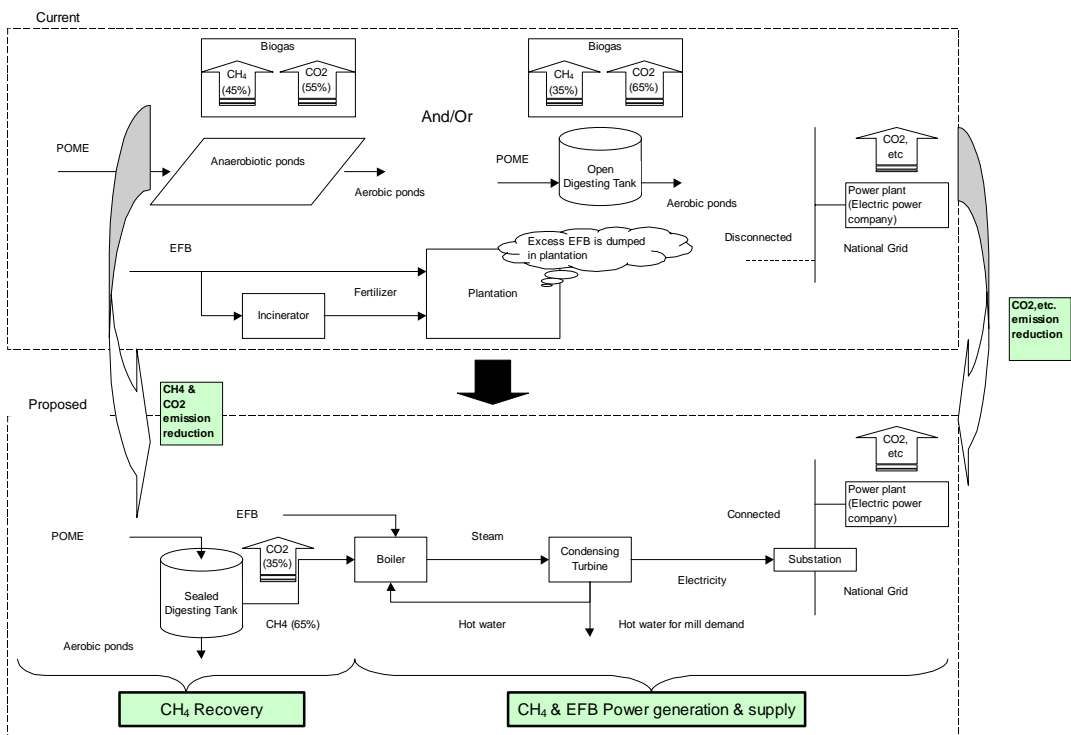 Current
Biogas
CH₄
(45%)
CO2
(55%)
And/Or
Biogas
CH₄
(35%)
CO2
(65%)
POME
Anaerobiotic ponds
Aerobic ponds
POME
Open
Digesting Tank
Aerobic ponds
CO2,
etc
Power plant
(Electric power
company)
Disconnected
National Grid
EFB
Incinerator
Fertilizer
Plantation
Excess EFB is dumped
in plantation
CO2,etc.
emission
reduction
CH4 &
CO2
emission
reduction
Proposed
CO2,
etc
Power plant
(Electric power
company)
Connected
POME
EFB
CO2
(35%)
Sealed
Digesting Tank
CH4 (65%)
Aerobic ponds
Boiler
Steam
Condensing
Turbine
Electricity
Substation
National Grid
Hot water
Hot water for mill demand
CH₄ Recovery
CH₄ & EFB Power generation & supply